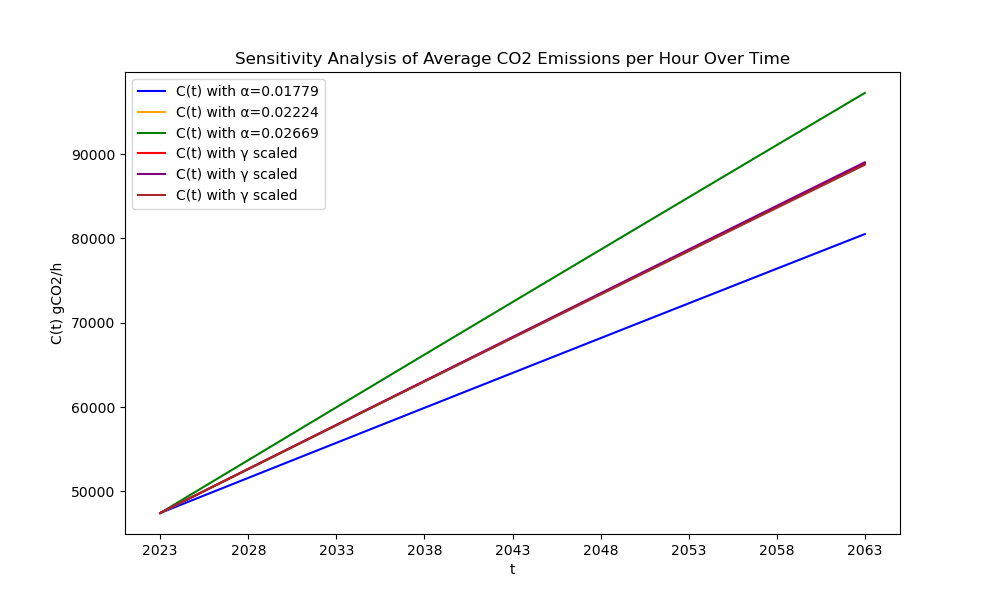 Sensitivity Analysis of Average CO2 Emissions per Hour Over Time
C(t) with α=0.01779
C(t) with α=0.02224
C(t) with α=0.02669
C(t) with γ scaled
C(t) with γ scaled
C(t) with γ scaled
C(t) gCO2/h
90000
80000
70000
60000
50000
2023 2028 2033 2038 2043 2048 2053 2058 2063
t